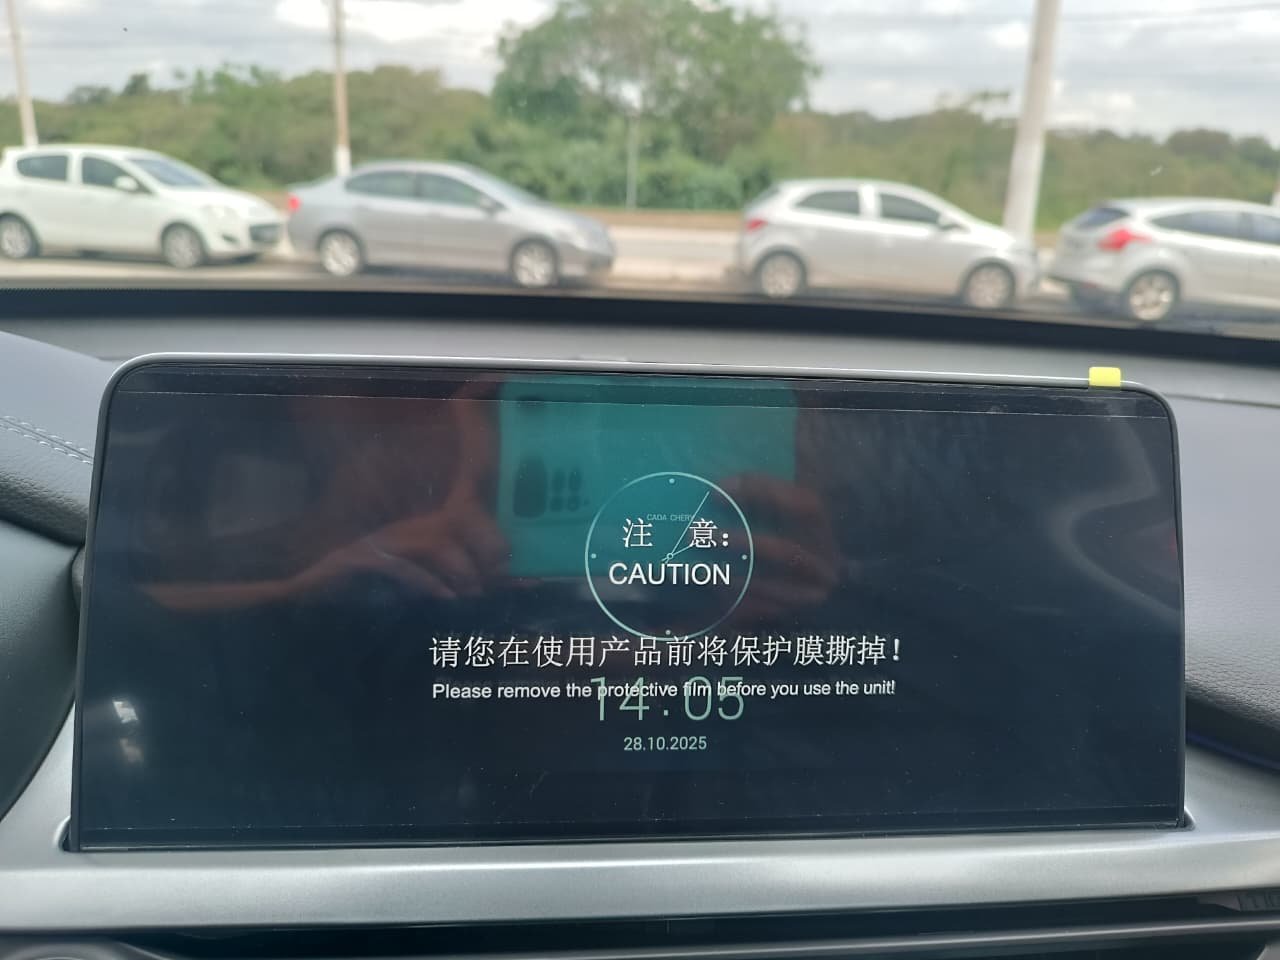 CAOA CHERY
注 意:
CAUTION
请您在使用产品前将保护膜撕掉!
Please remove the protective film before you use the unit!
14:05
28.10.2025